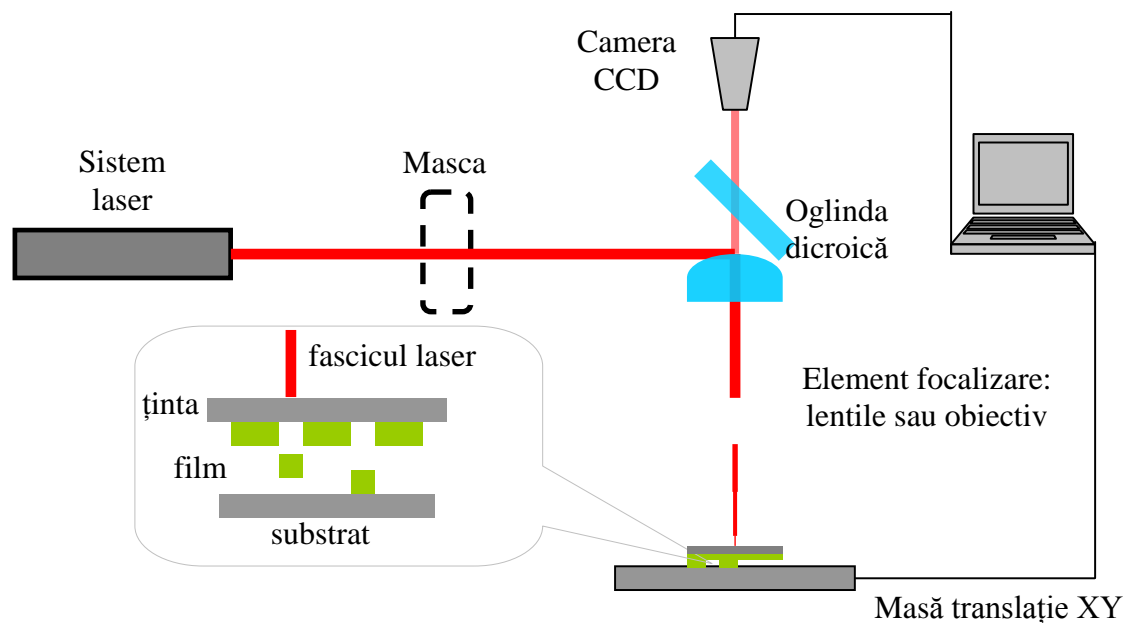 Camera
CCD
Sistem
laser
Masca
Oglinda
dicroică
fascicul laser
ținta
film
substrat
Element focalizare:
lentile sau obiectiv
Masă translație XY